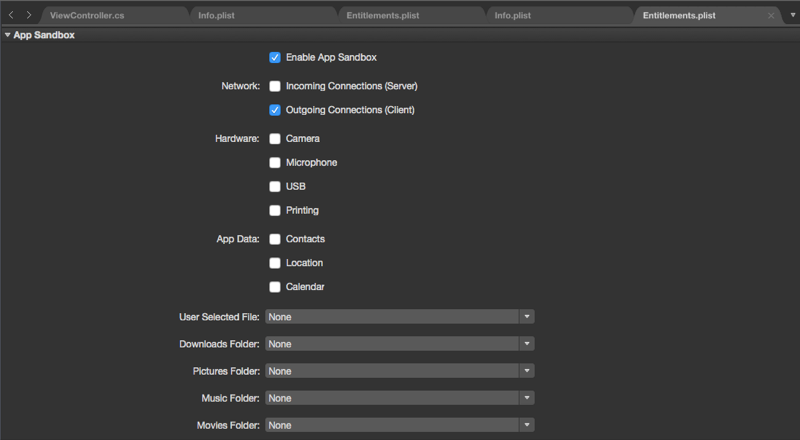 ViewController.cs Info.plist Entitlements.plist Info.plist Entitlements.plist
App Sandbox
Enable App Sandbox
Network: Incoming Connections (Server)
Outgoing Connections (Client)
Hardware: Camera
Microphone
USB
Printing
App Data: Contacts
Location
Calendar
User Selected File: None
Downloads Folder: None
Pictures Folder: None
Music Folder: None
Movies Folder: None